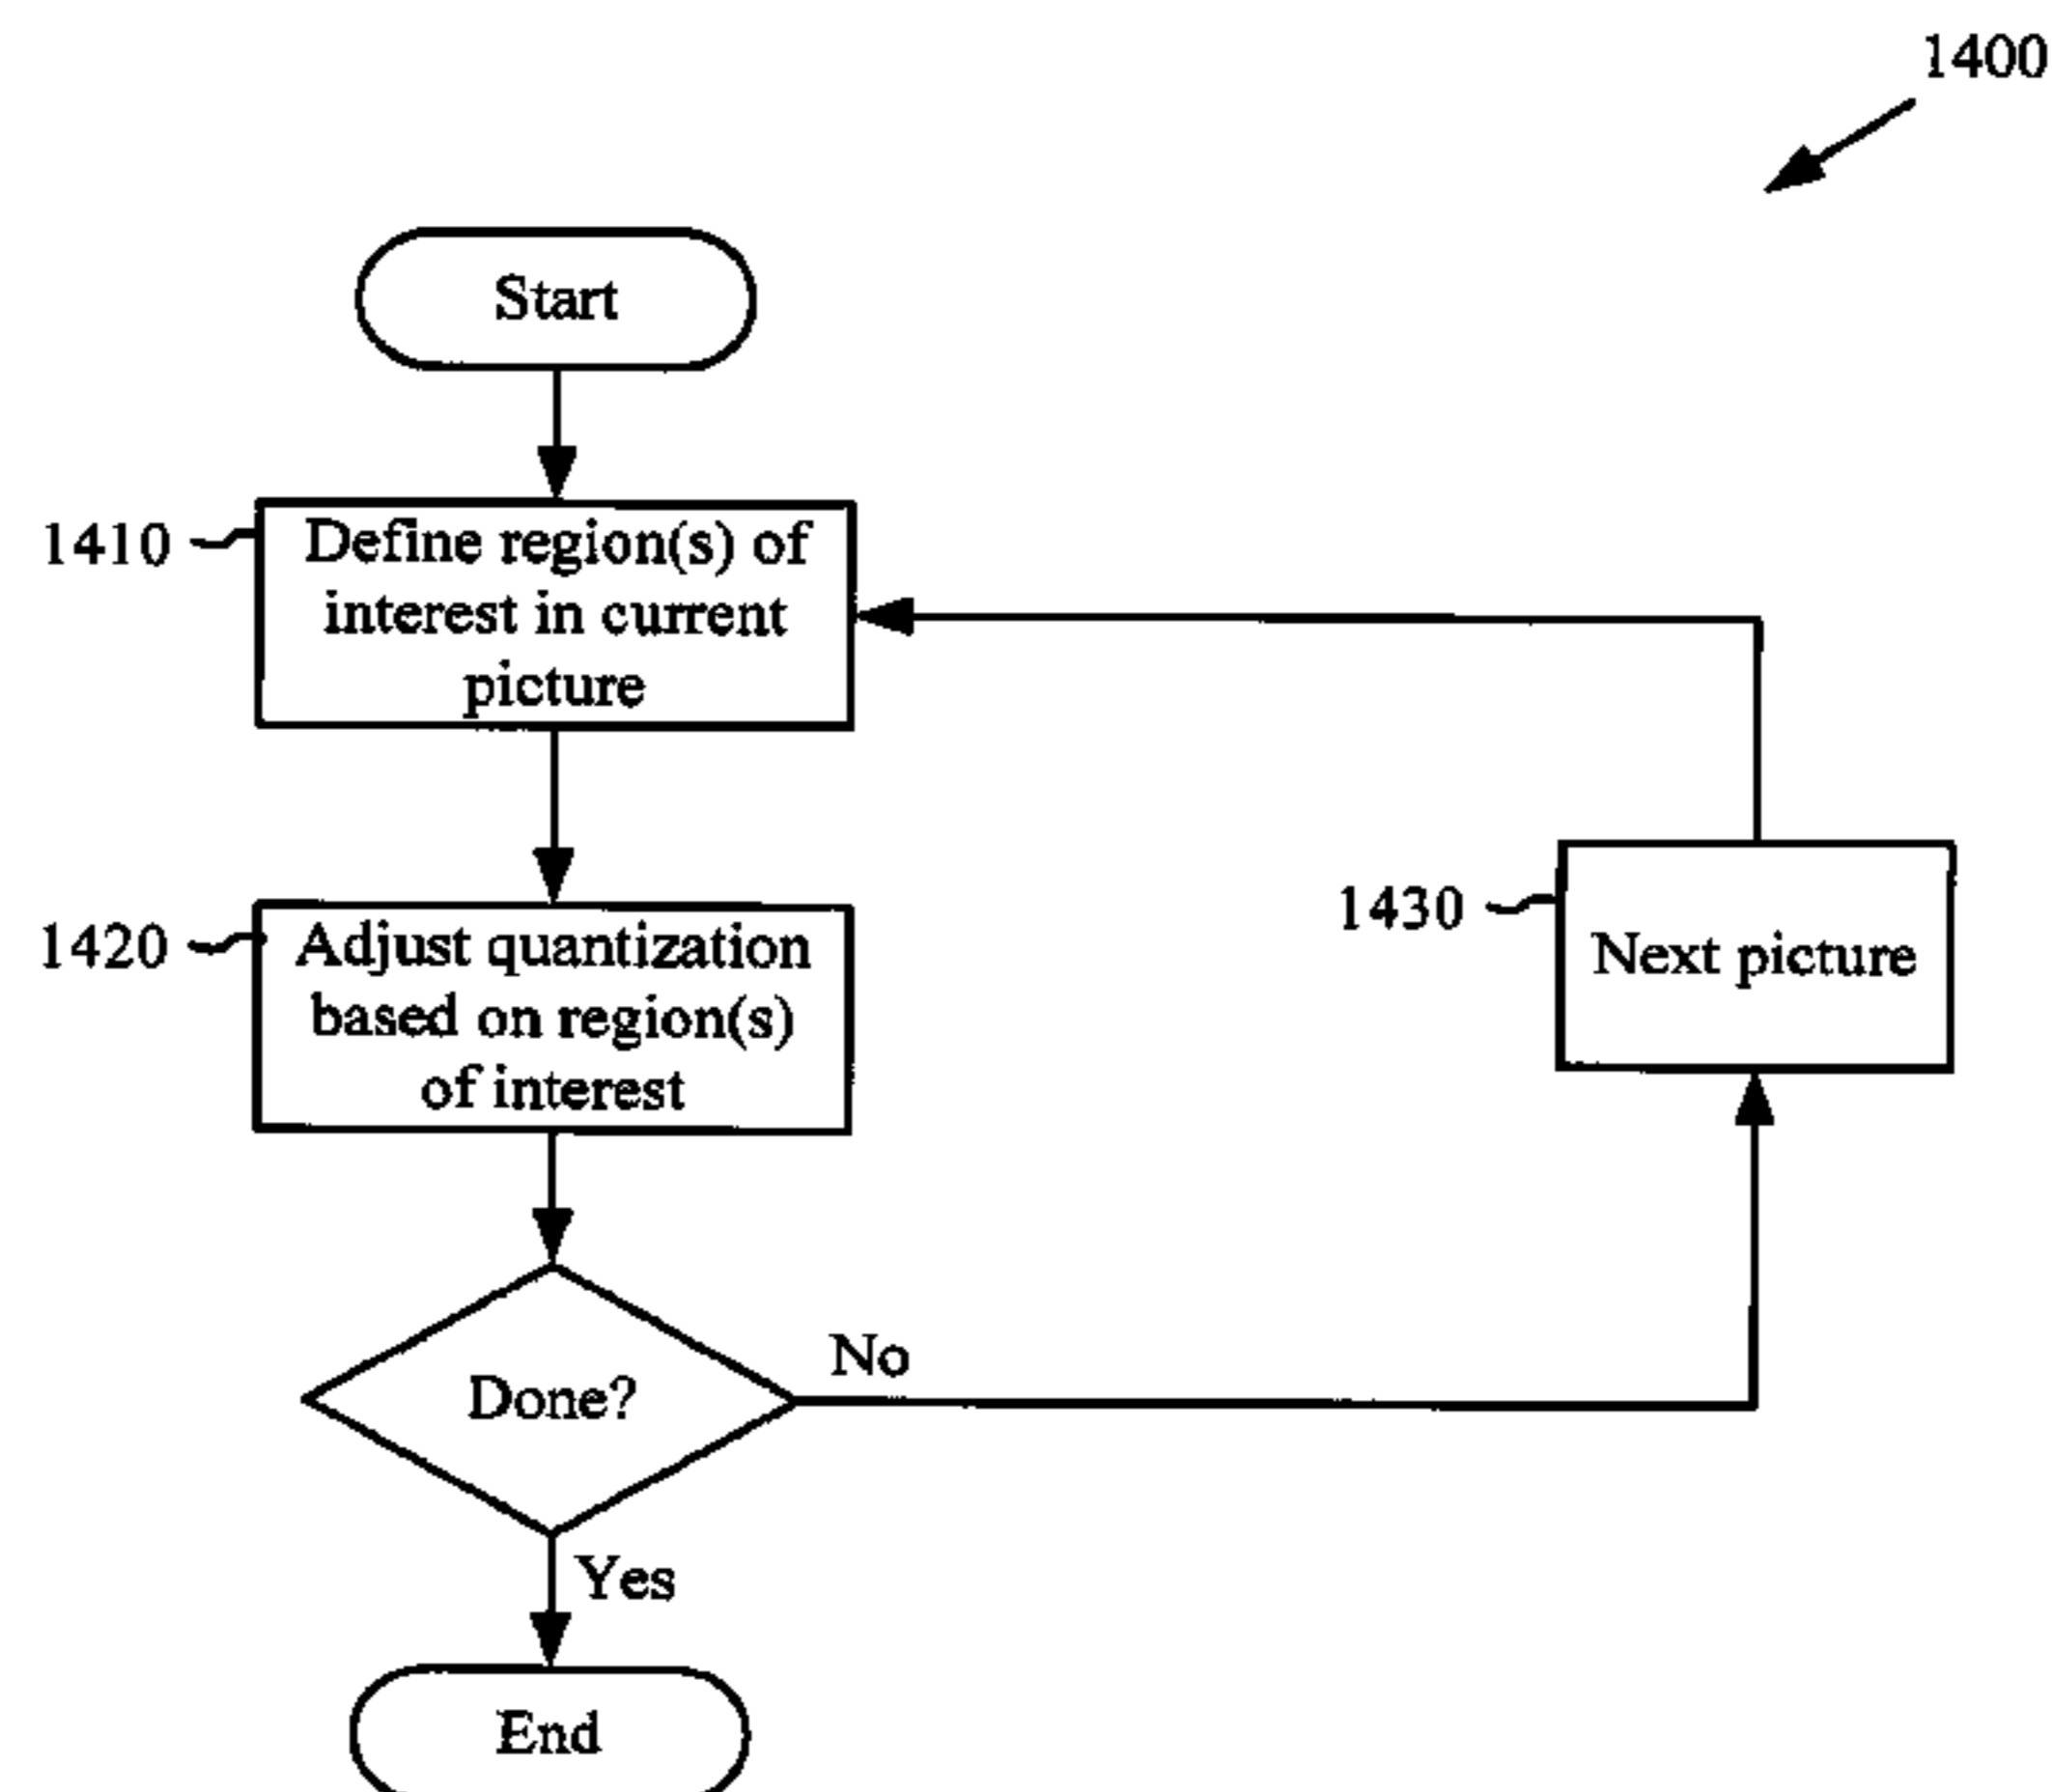 1400
Start
1410
Define region(s) of
interest in current
picture
1420
Adjust quantization
based on region(s)
of interest
1430
Next picture
Done?
No
Yes
End